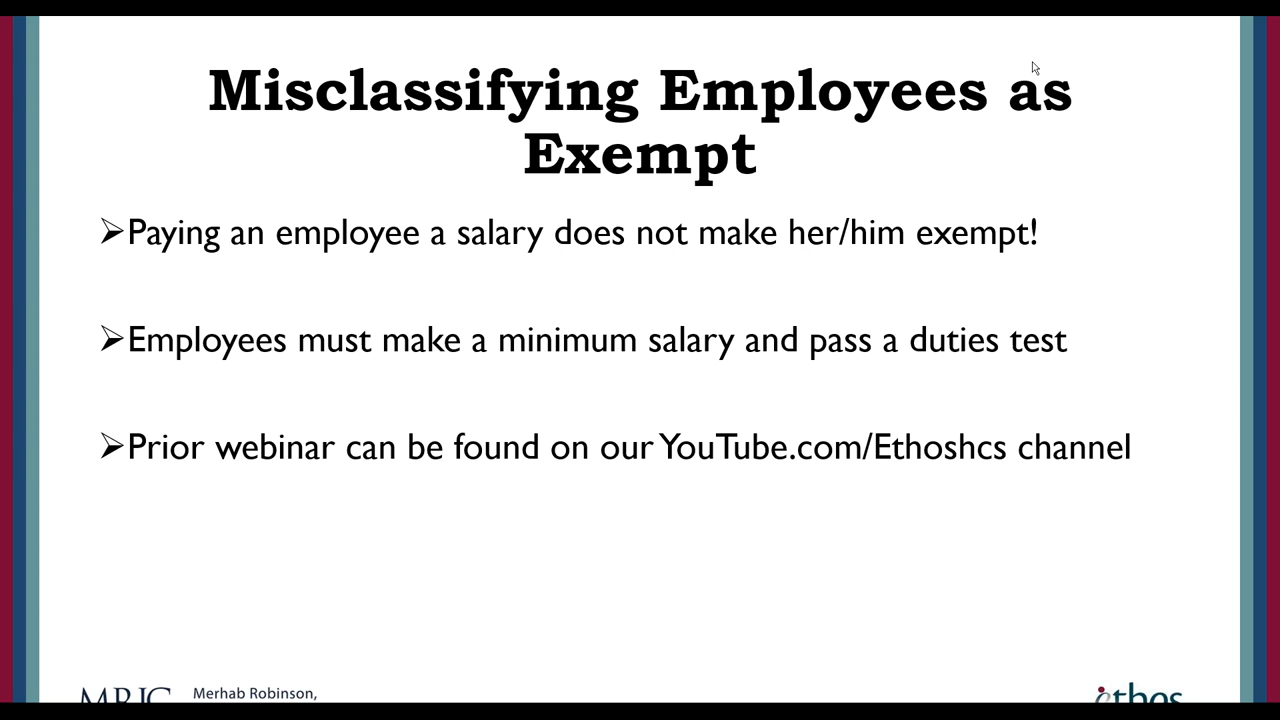 Misclassifying Employees as
Exempt
➢Paying an employee a salary does not make her/him exempt!
➢Employees must make a minimum salary and pass a duties test
➢Prior webinar can be found on our YouTube.com/Ethoshcs channel
MRJC Merhab Robinson,
ethos